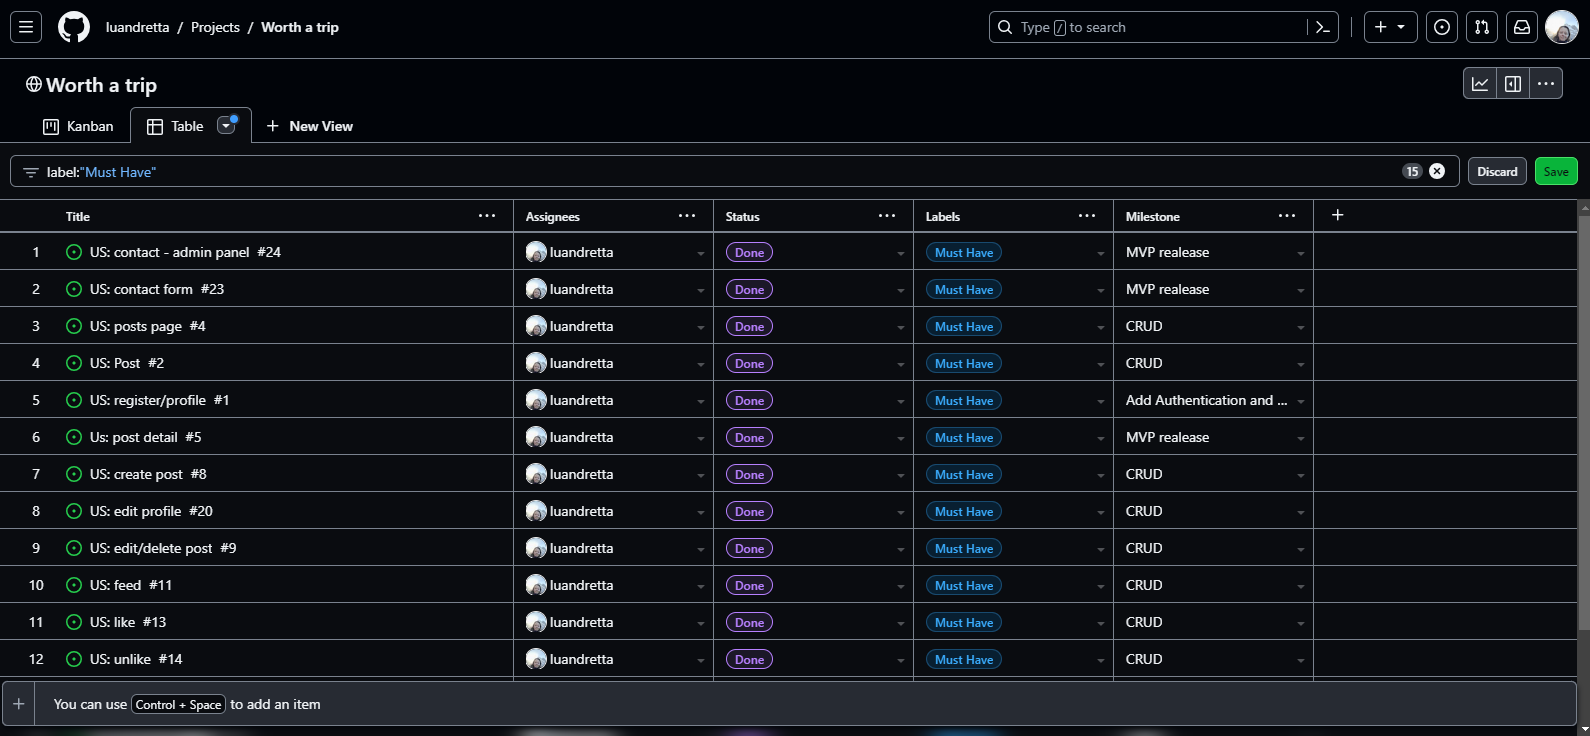 luandretta / Projects / Worth a trip
Type / to search
Worth a trip
Kanban Table New View
label:"Must Have" 15 Discard Save
Title Assignees Status Labels Milestone
1 US: contact - admin panel #24 luandretta Done Must Have MVP realease
2 US: contact form #23 luandretta Done Must Have MVP realease
3 US: posts page #4 luandretta Done Must Have CRUD
4 US: Post #2 luandretta Done Must Have CRUD
5 US: register/profile #1 luandretta Done Must Have Add Authentication and ...
6 Us: post detail #5 luandretta Done Must Have MVP realease
7 US: create post #8 luandretta Done Must Have CRUD
8 US: edit profile #20 luandretta Done Must Have CRUD
9 US: edit/delete post #9 luandretta Done Must Have CRUD
10 US: feed #11 luandretta Done Must Have CRUD
11 US: like #13 luandretta Done Must Have CRUD
12 US: unlike #14 luandretta Done Must Have CRUD
You can use Control + Space to add an item